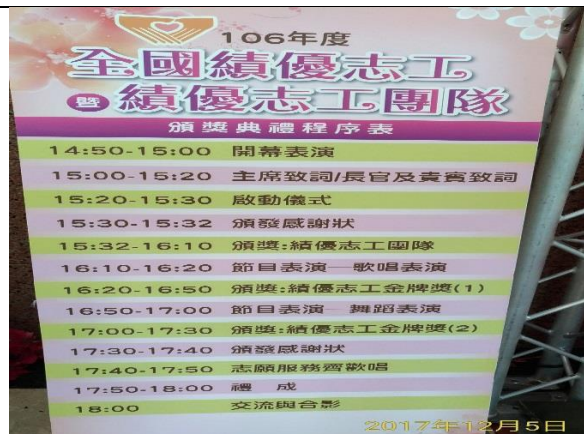 106年度
全國績優志工
暨績優志工團隊
頒獎典禮程序表
14:50-15:00 開幕表演
15:00-15:20 主席致詞/長官及貴賓致詞
15:20-15:30 啟動儀式
15:30-15:32 頒發感謝狀
15:32-16:10 頒獎:績優志工團隊
16:10-16:20 節目表演—歌唱表演
16:20-16:50 頒獎:績優志工金牌獎(1)
16:50-17:00 節目表演—舞蹈表演
17:00-17:30 頒獎:績優志工金牌獎(2)
17:30-17:40 頒發感謝狀
17:40-17:50 志願服務齊歡唱
17:50-18:00 禮 成
18:00 交流與合影
2017年12月5日